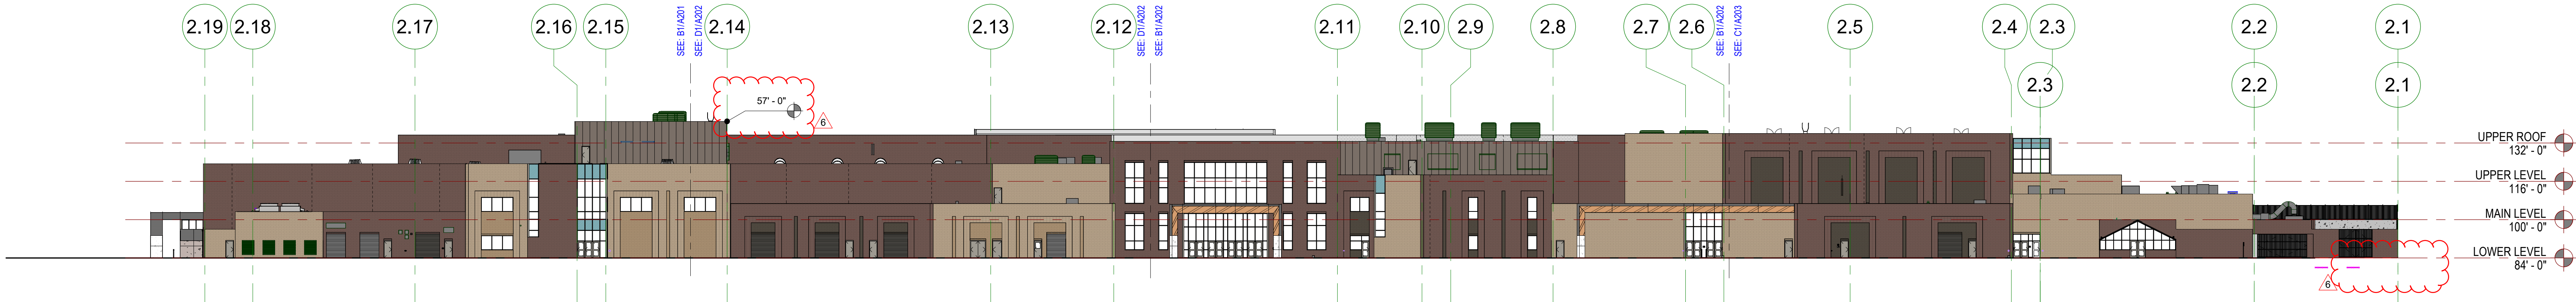 2.19
2.18
2.17
2.16
2.15
SEE: B1/A201
SEE: D1/A202
2.14
2.13
2.12
SEE: D1/A202
SEE: B1/A202
2.11
2.10
2.9
2.8
2.7
2.6
SEE: B1/A202
SEE: C1/A203
2.5
2.4
2.3
2.2
2.1
2.3
2.2
2.1
57' - 0"
6
UPPER ROOF
132' - 0"
UPPER LEVEL
116' - 0"
MAIN LEVEL
100' - 0"
LOWER LEVEL
84' - 0"
6